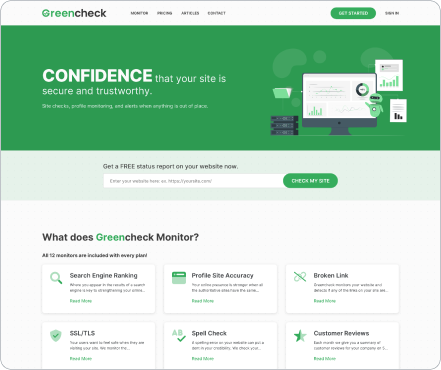 Greencheck
MONITOR PRICING ARTICLES CONTACT
GET STARTED SIGN IN
CONFIDENCE that your site is
secure and trustworthy.
Site checks, profile monitoring, and alerts when anything is out of place.
Get a FREE status report on your website now.
Enter your website here: ex. https://yoursite.com/
CHECK MY SITE
What does Greencheck Monitor?
All 12 monitors are included with every plan!
Search Engine Ranking
Where you appear in the results of a search
engine is key to strengthening your online...
Read More
Profile Site Accuracy
Your online presence is stronger when all
the authoritative sites have the same...
Read More
Broken Link
Greencheck monitors your website and
detects if any of the links on your site are...
Read More
SSL/TLS
Your users want to feel safe when they are
visiting your site. We monitor the...
Read More
AB
Spell Check
A spelling error on your website can put a
dent in your credibility. We check your...
Read More
Customer Reviews
Each month we give you a summary of
customer reviews for your company on
Read More